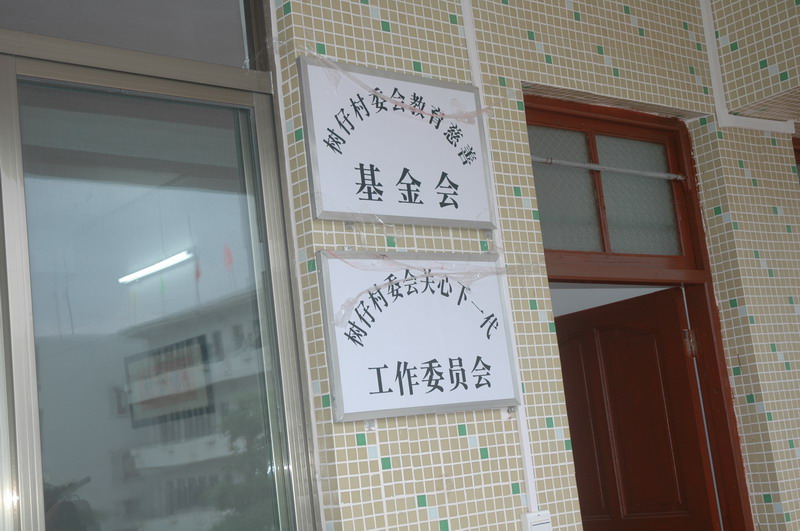 树仔村委会教育慈善
基金会
树仔村委会关心下一代
工作委员会